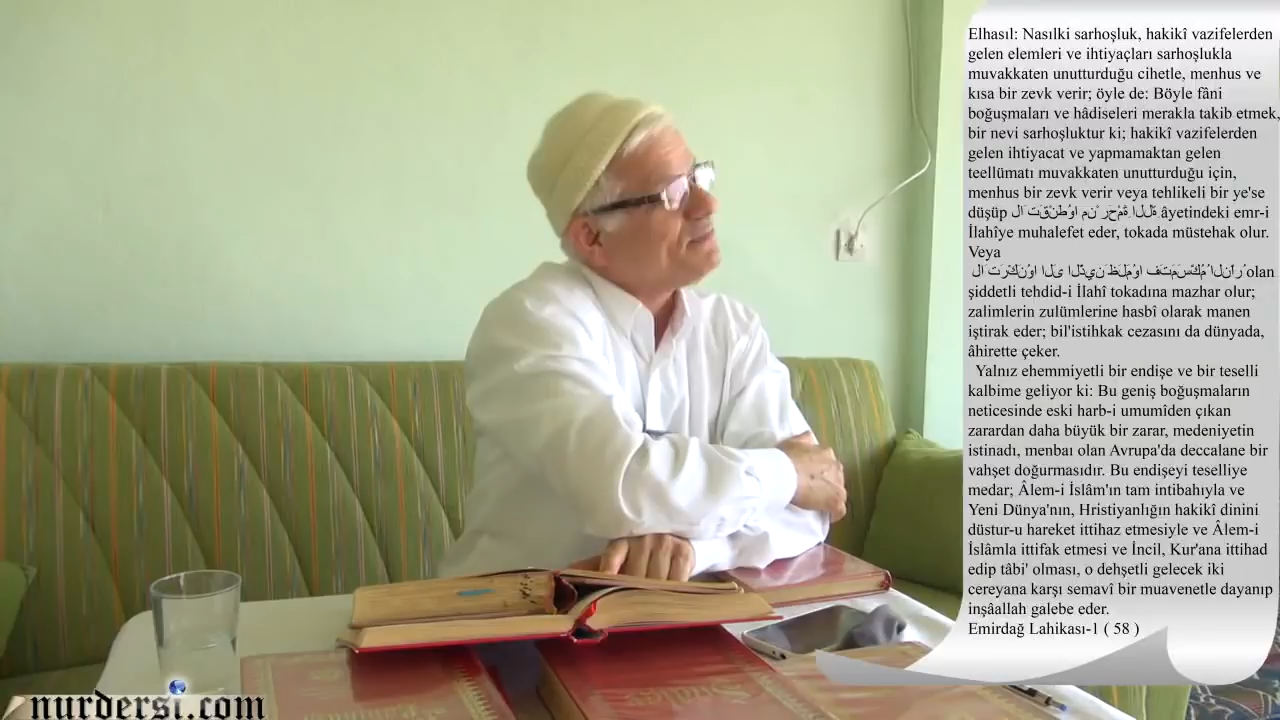 Elhasıl: Nasılki sarhoşluk, hakikî vazifelerden
gelen elemleri ve ihtiyaçları sarhoşlukla
muvakkaten unutturduğu cihetle, menhus ve
kısa bir zevk verir; öyle de: Böyle fâni
boğuşmaları ve hâdiseleri merakla takib etmek,
bir nevi sarhoşluktur ki; hakikî vazifelerden
gelen ihtiyacat ve yapmamaktan gelen
teellümatı muvakkaten unutturduğu için,
menhus bir zevk verir veya tehlikeli bir ye'se
düşüp âyetindeki emr-i
İlahîye muhalefet eder, tokada müstehak olur.
Veya
olan
şiddetli tehdid-i İlahî tokadına mazhar olur;
zalimlerin zulümlerine hasbî olarak manen
iştirak eder; bil'istihkak cezasını da dünyada,
âhirette çeker.
Yalnız ehemmiyetli bir endişe ve bir teselli
kalbime geliyor ki: Bu geniş boğuşmaların
neticesinde eski harb-i umumîden çıkan
zarardan daha büyük bir zarar, medeniyetin
istinadı, menbaı olan Avrupa'da deccalane bir
vahşet doğurmasıdır. Bu endişeyi teselliye
medar; Âlem-i İslâm'ın tam intibahıyla ve
Yeni Dünya'nın, Hristiyanlığın hakikî dinini
düstur-u hareket ittihaz etmesiyle ve Âlem-i
İslâmla ittifak etmesi ve İncil, Kur'ana ittihad
edip tâbi' olması, o dehşetli gelecek iki
cereyana karşı semavî bir muavenetle dayanıp
inşâallah galebe eder.
Emirdağ Lahikası-1 ( 58 )
nurdersi.com